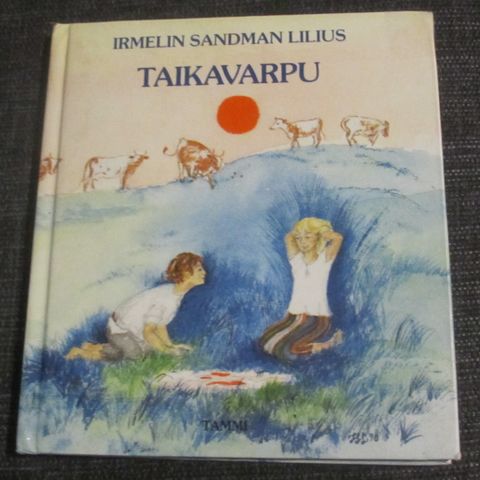 IRMELIN SANDMAN LILIUS
TAIKAVARPU
TAMMI